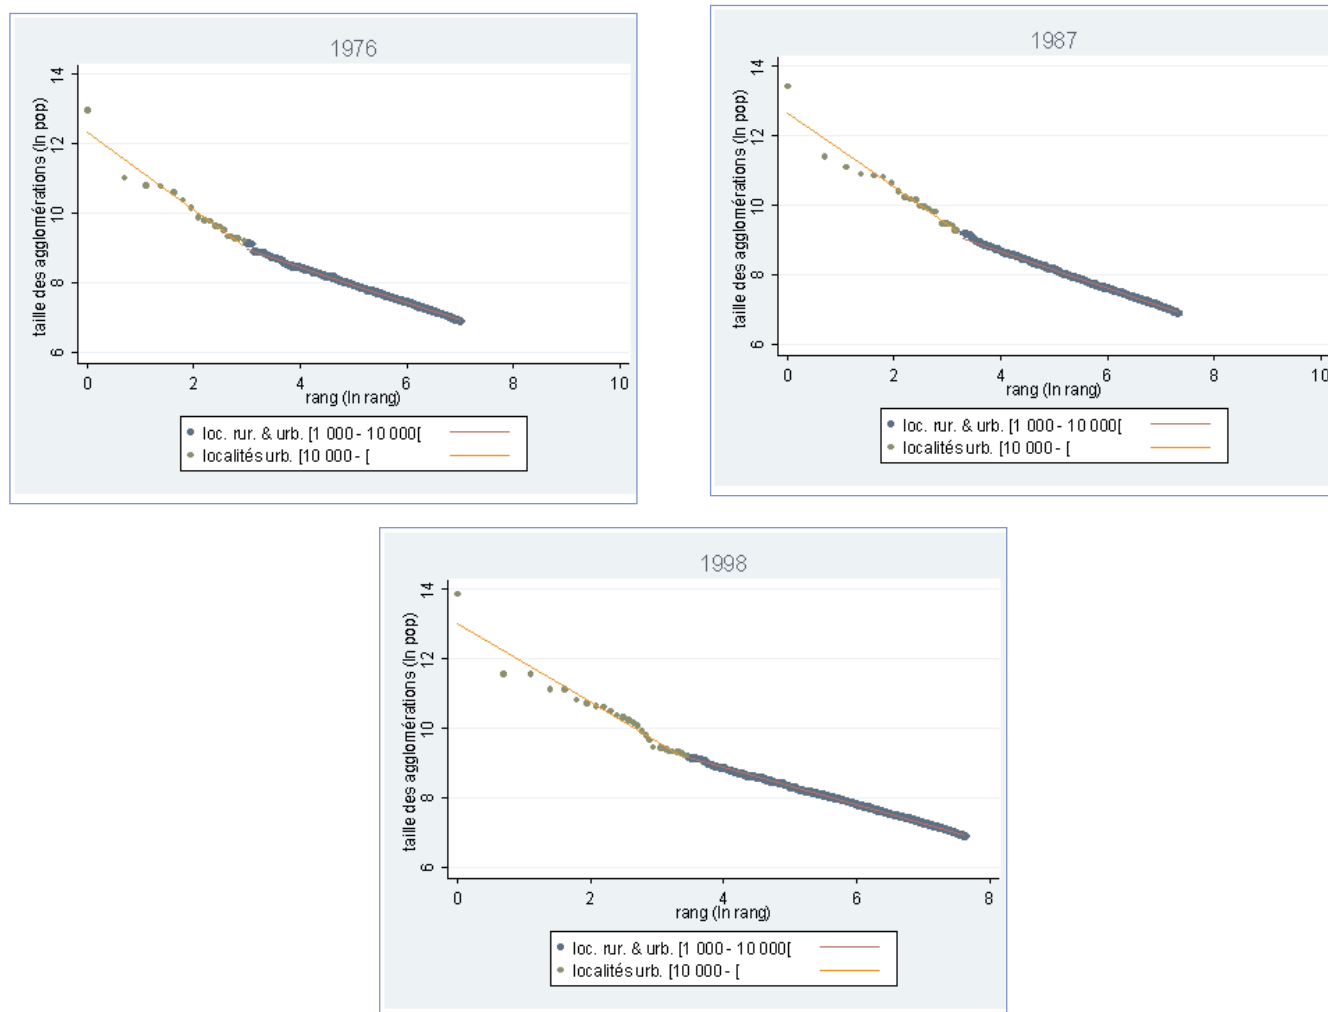 1976
taille des agglomérations (ln pop)
14
12
10
8
6
0 2 4 6 8 10
rang (ln rang)
loc. rur. & urb. [1 000 - 10 000[
localités urb. [10 000 - [
1987
taille des agglomérations (ln pop)
14
12
10
8
6
0 2 4 6 8 10
rang (ln rang)
loc. rur. & urb. [1 000 - 10 000[
localités urb. [10 000 - [
1998
taille des agglomérations (ln pop)
14
12
10
8
6
0 2 4 6 8
rang (ln rang)
loc. rur. & urb. [1 000 - 10 000[
localités urb. [10 000 - [